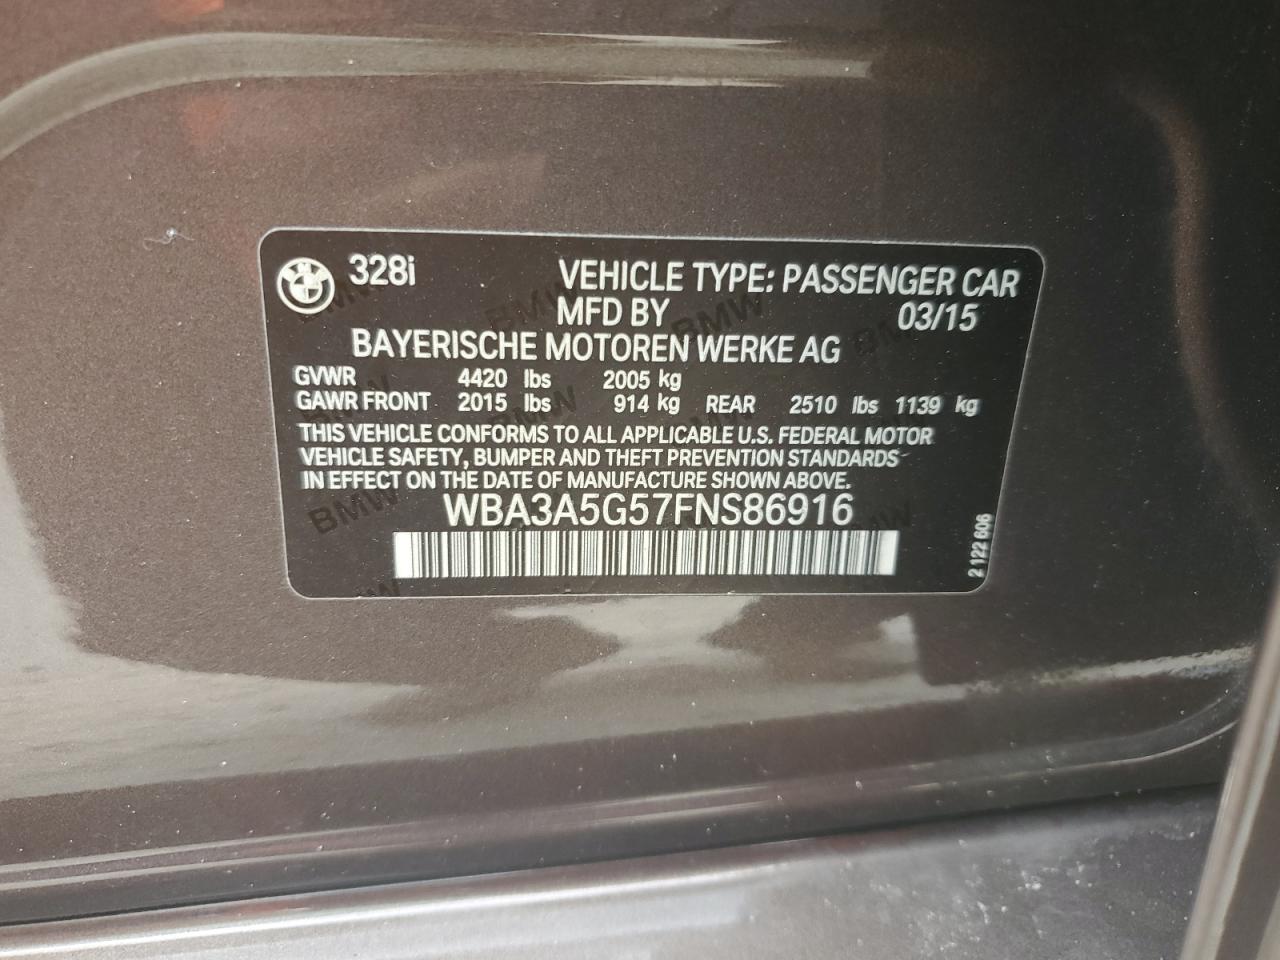 328i VEHICLE TYPE: PASSENGER CAR
MFD BY 03/15
BAYERISCHE MOTOREN WERKE AG
GVWR 4420 lbs 2005 kg
GAWR FRONT 2015 lbs 914 kg REAR 2510 lbs 1139 kg
THIS VEHICLE CONFORMS TO ALL APPLICABLE U.S. FEDERAL MOTOR
VEHICLE SAFETY, BUMPER AND THEFT PREVENTION STANDARDS
IN EFFECT ON THE DATE OF MANUFACTURE SHOWN ABOVE.
WBA3A5G57FNS86916
2 122 606